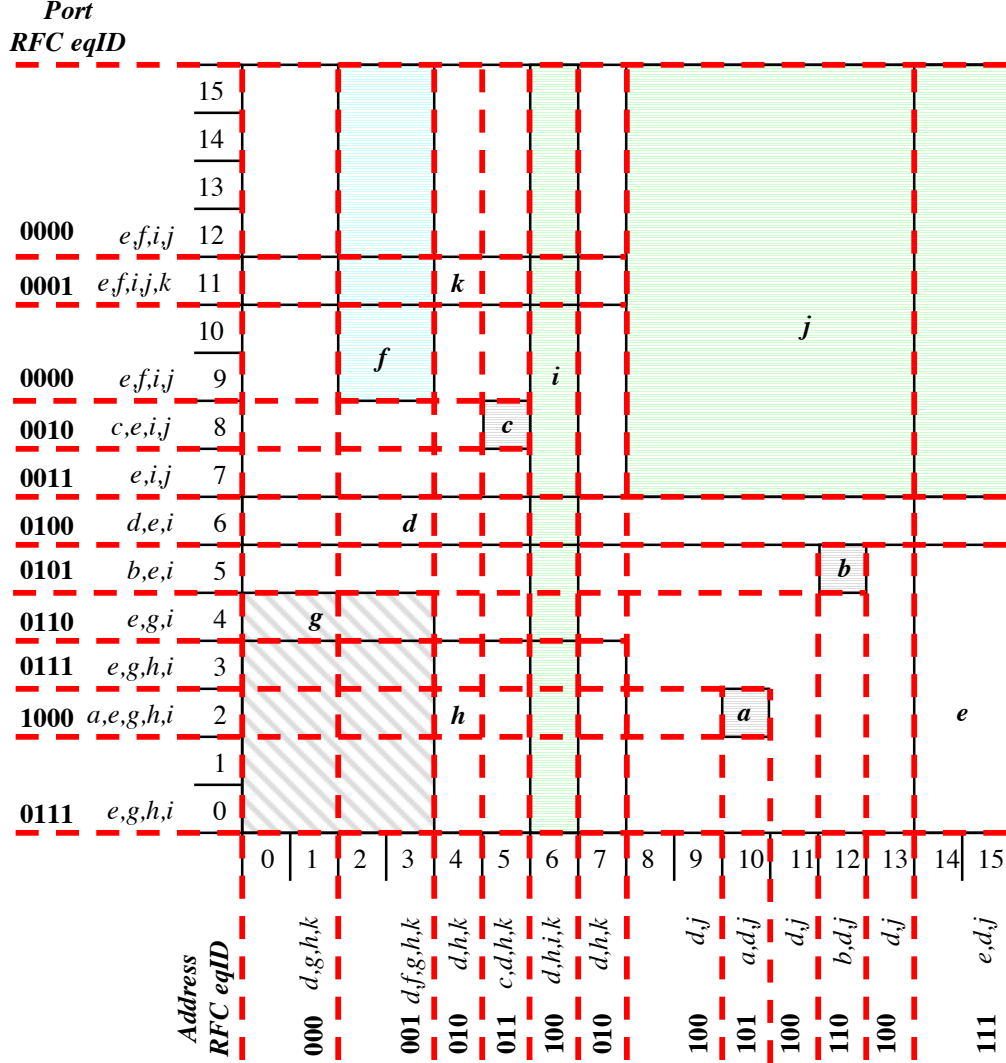 Port
RFC eqID
15
14
13
0000 e,f,i,j 12
0001 e,f,i,j,k 11 k
10 j
f
0000 e,f,i,j 9 i
0010 c,e,i,j 8 c
0011 e,i,j 7
0100 d,e,i 6 d
0101 b,e,i 5 b
0110 e,g,i 4 g
0111 e,g,h,i 3
1000 a,e,g,h,i 2 h a e
1
0111 e,g,h,i 0
0 1 2 3 4 5 6 7 8 9 10 11 12 13 14 15
d,g,h,k d,f,g,h,k d,h,k c,d,h,k d,h,i,k d,h,k d,j a,d,j d,j b,d,j d,j e,d,j
Address
RFC eqID
000 001 010 011 100 010 100 101 100 110 100 111